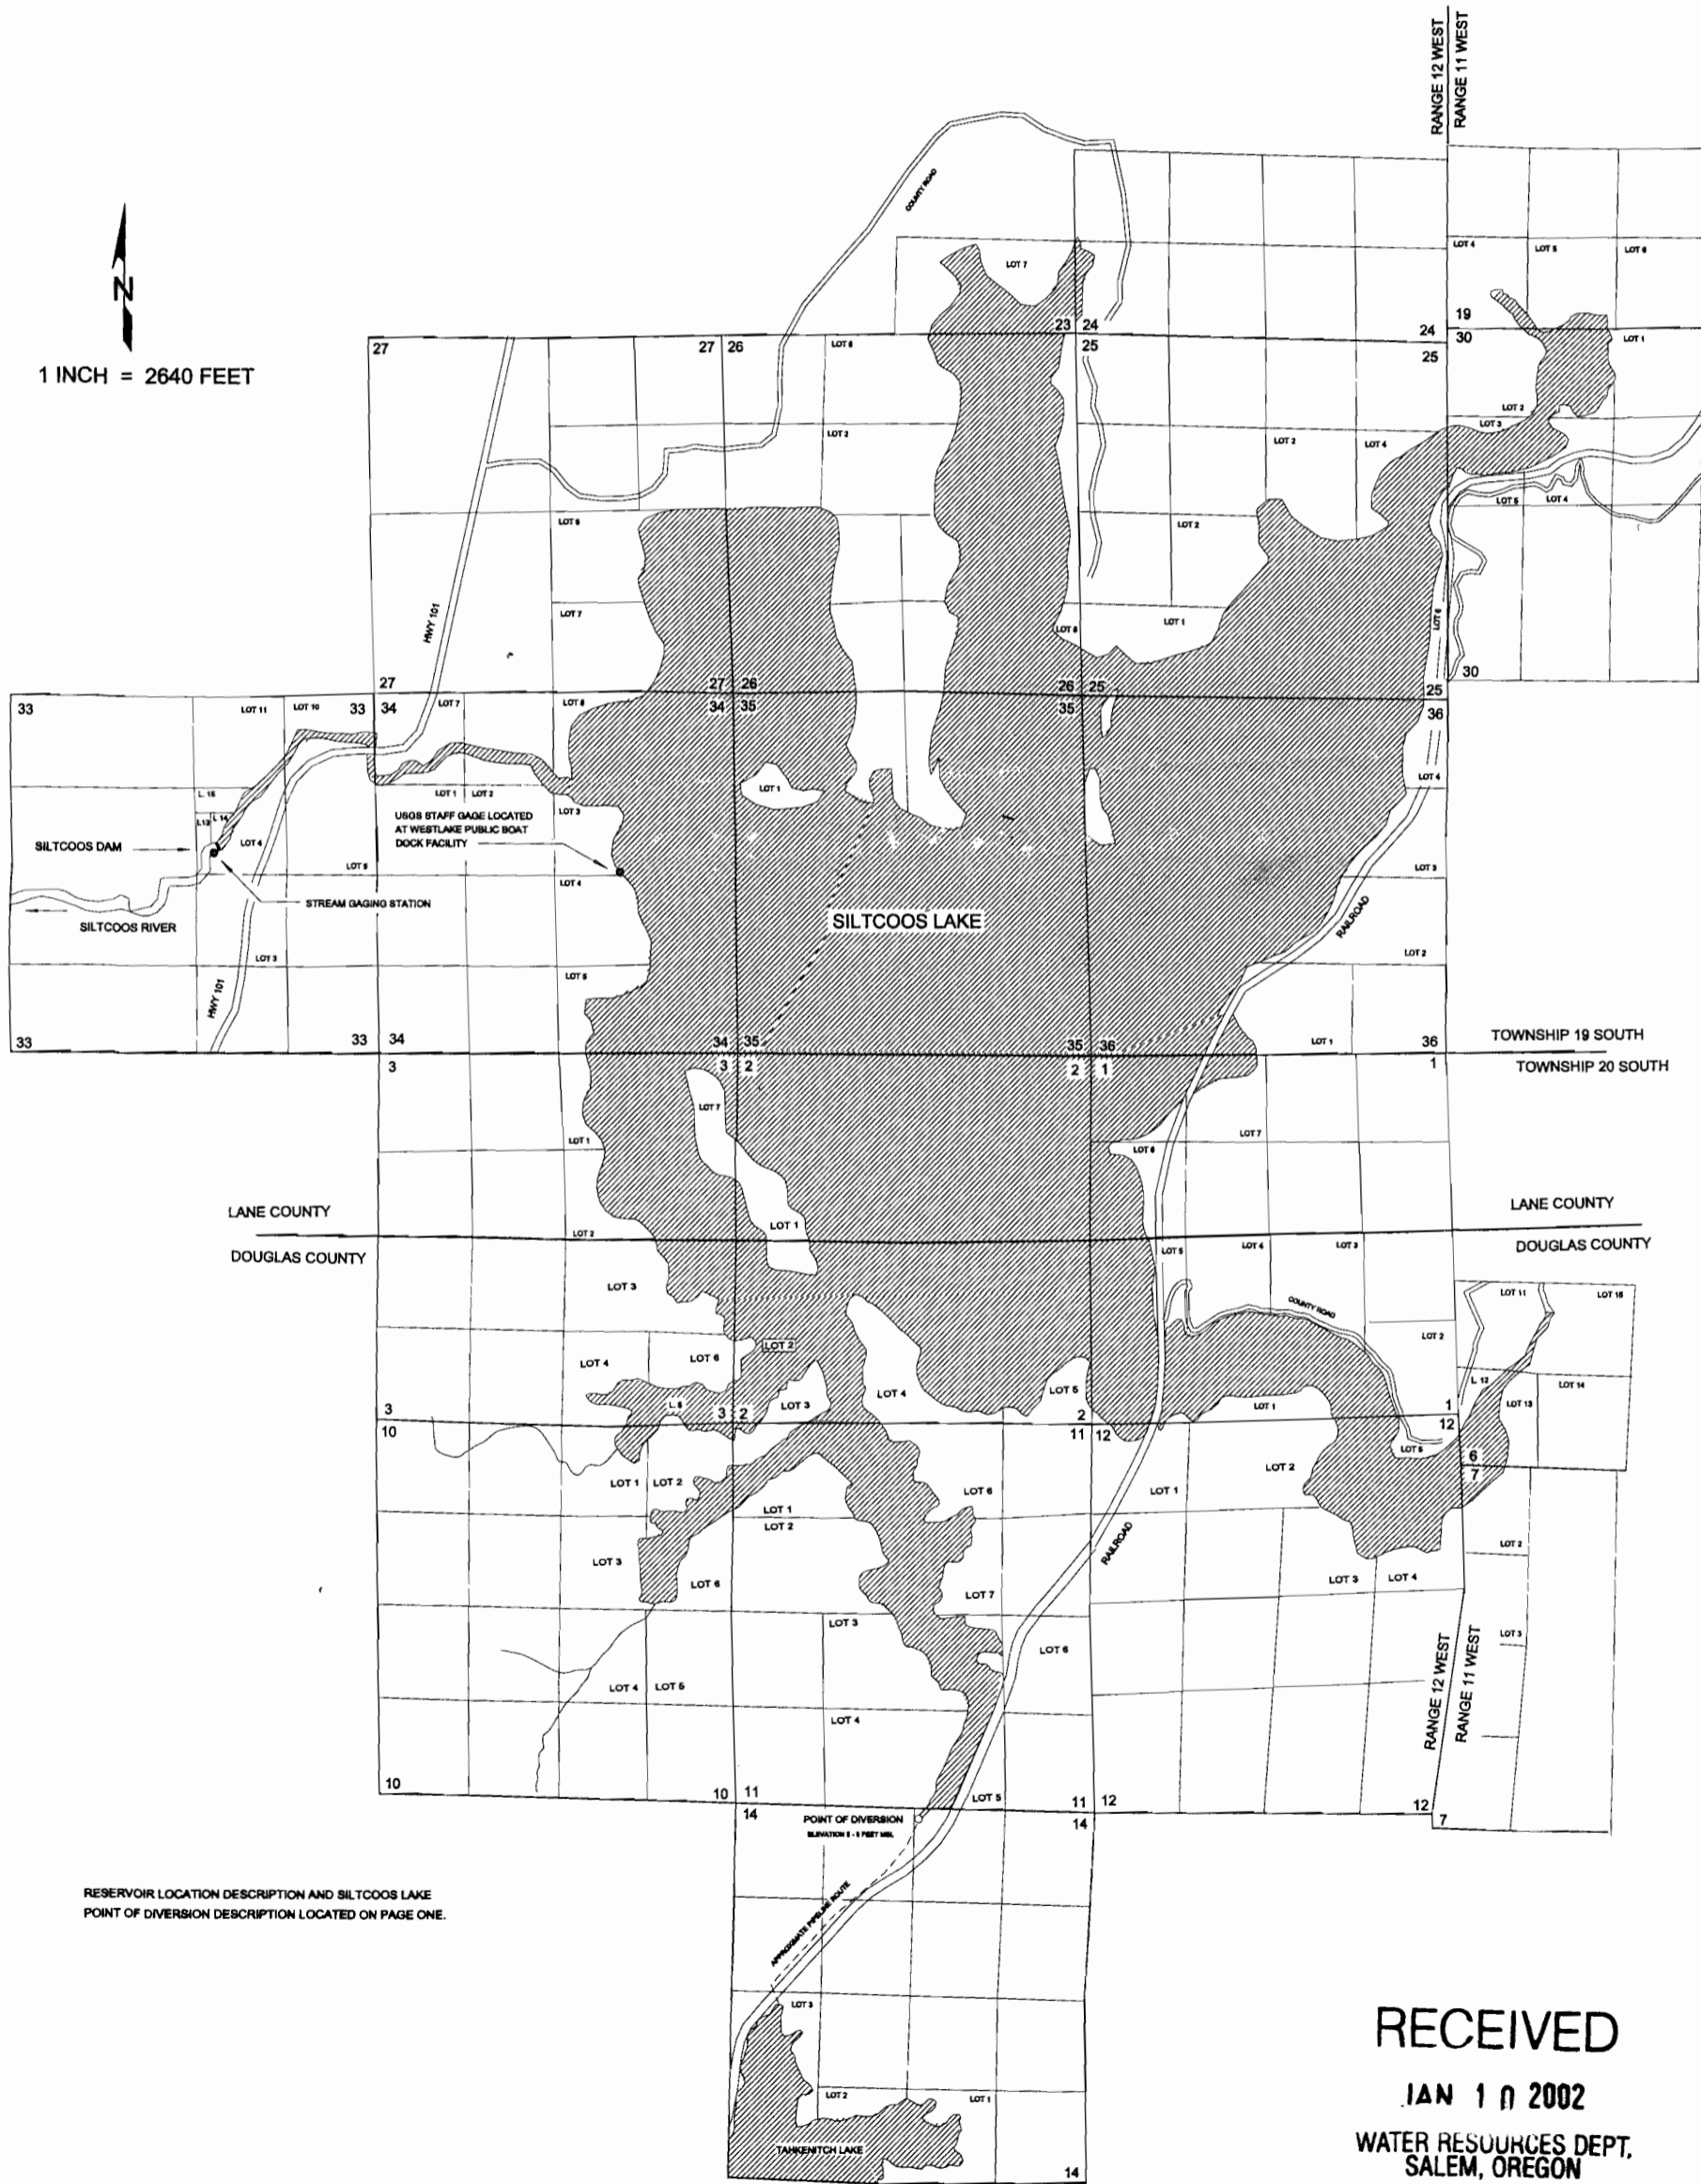 RANGE 12 WEST
RANGE 11 WEST
N
1 INCH = 2640 FEET
COUNTY ROAD
LOT 7
LOT 4
LOT 5
LOT 6
23 24
25
24
25
19
30
LOT 1
27
27 26
LOT 2
LOT 2
LOT 3
LOT 2
LOT 4
LOT 5
LOT 4
LOT 2
HWY 101
LOT 7
LOT 1
LOT 6
30
27
34
27 26
34 35
26 25
35
25
36
33
LOT 11
LOT 10
33
LOT 7
LOT 1
LOT 4
LOT 1
LOT 2
LOT 3
USGS STAFF GAGE LOCATED
AT WESTLAKE PUBLIC BOAT
DOCK FACILITY
SILTCOOS DAM
LOT 4
LOT 4
LOT 3
STREAM GAGING STATION
SILTCOOS RIVER
SILTCOOS LAKE
RAILROAD
LOT 3
LOT 2
HWY 101
33
33
34
3
34 35
3 2
35 36
2 1
LOT 1
36
1
TOWNSHIP 19 SOUTH
TOWNSHIP 20 SOUTH
LOT 7
LOT 1
LOT 7
LOT 6
LANE COUNTY
DOUGLAS COUNTY
LOT 2
LOT 1
LANE COUNTY
DOUGLAS COUNTY
LOT 5
LOT 4
LOT 3
LOT 3
COUNTY ROAD
LOT 11
LOT 2
LOT 2
LOT 4
LOT 6
LOT 4
LOT 5
LOT 3
L 12
LOT 13
LOT 14
LOT 1
3
10
3 2
2
11 12
1
12
6
7
LOT 5
LOT 1
LOT 2
LOT 1
LOT 2
LOT 6
LOT 1
LOT 2
LOT 3
LOT 6
LOT 7
RAILROAD
LOT 3
LOT 4
LOT 2
LOT 3
LOT 6
LOT 3
RANGE 12 WEST
RANGE 11 WEST
LOT 4
LOT 5
LOT 4
10
10 11
14
LOT 5
11 12
14
12
7
POINT OF DIVERSION
APPROXIMATE PIPELINE ROUTE
RESERVOIR LOCATION DESCRIPTION AND SILTCOOS LAKE
POINT OF DIVERSION DESCRIPTION LOCATED ON PAGE ONE.
LOT 3
LOT 2
LOT 1
TAHKENITCH LAKE
14
RECEIVED
JAN 10 2002
WATER RESOURCES DEPT.
SALEM, OREGON